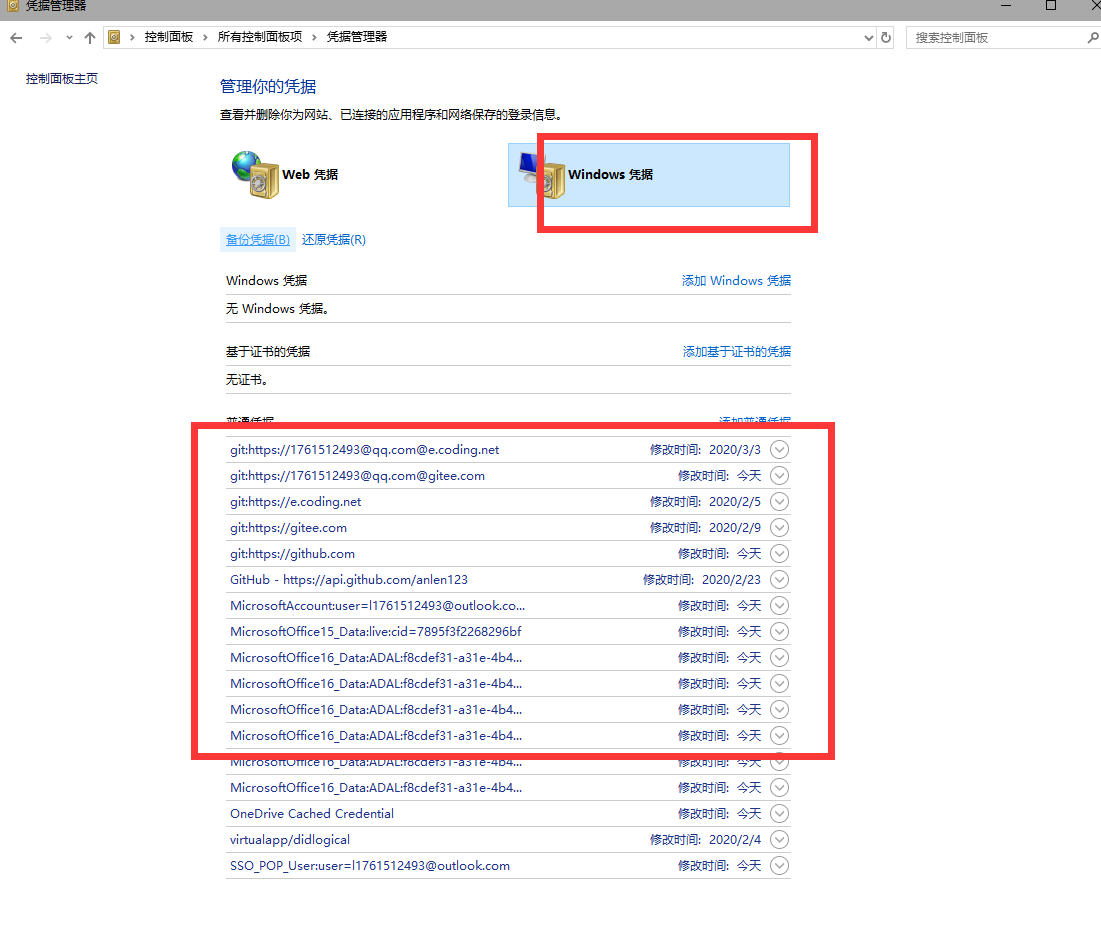 凭据管理器
控制面板 › 所有控制面板项 › 凭据管理器
搜索控制面板
控制面板主页
管理你的凭据
查看并删除你为网站、已连接的应用程序和网络保存的登录信息。
Web 凭据
Windows 凭据
备份凭据(B) 还原凭据(R)
Windows 凭据 添加 Windows 凭据
无 Windows 凭据。
基于证书的凭据 添加基于证书的凭据
无证书。
普通凭据 添加普通凭据
git:https://1761512493@qq.com@e.coding.net 修改时间: 2020/3/3
git:https://1761512493@qq.com@gitee.com 修改时间: 今天
git:https://e.coding.net 修改时间: 2020/2/5
git:https://gitee.com 修改时间: 2020/2/9
git:https://github.com 修改时间: 今天
GitHub - https://api.github.com/anlen123 修改时间: 2020/2/23
MicrosoftAccount:user=l1761512493@outlook.co... 修改时间: 今天
MicrosoftOffice15_Data:live:cid=7895f3f2268296bf 修改时间: 今天
MicrosoftOffice16_Data:ADAL:f8cdef31-a31e-4b4... 修改时间: 今天
MicrosoftOffice16_Data:ADAL:f8cdef31-a31e-4b4... 修改时间: 今天
MicrosoftOffice16_Data:ADAL:f8cdef31-a31e-4b4... 修改时间: 今天
MicrosoftOffice16_Data:ADAL:f8cdef31-a31e-4b4... 修改时间: 今天
MicrosoftOffice16_Data:ADAL:f8cdef31-a31e-4b4... 修改时间: 今天
MicrosoftOffice16_Data:ADAL:f8cdef31-a31e-4b4... 修改时间: 今天
OneDrive Cached Credential 修改时间: 今天
virtualapp/didlogical 修改时间: 2020/2/4
SSO_POP_User:user=l1761512493@outlook.com 修改时间: 今天